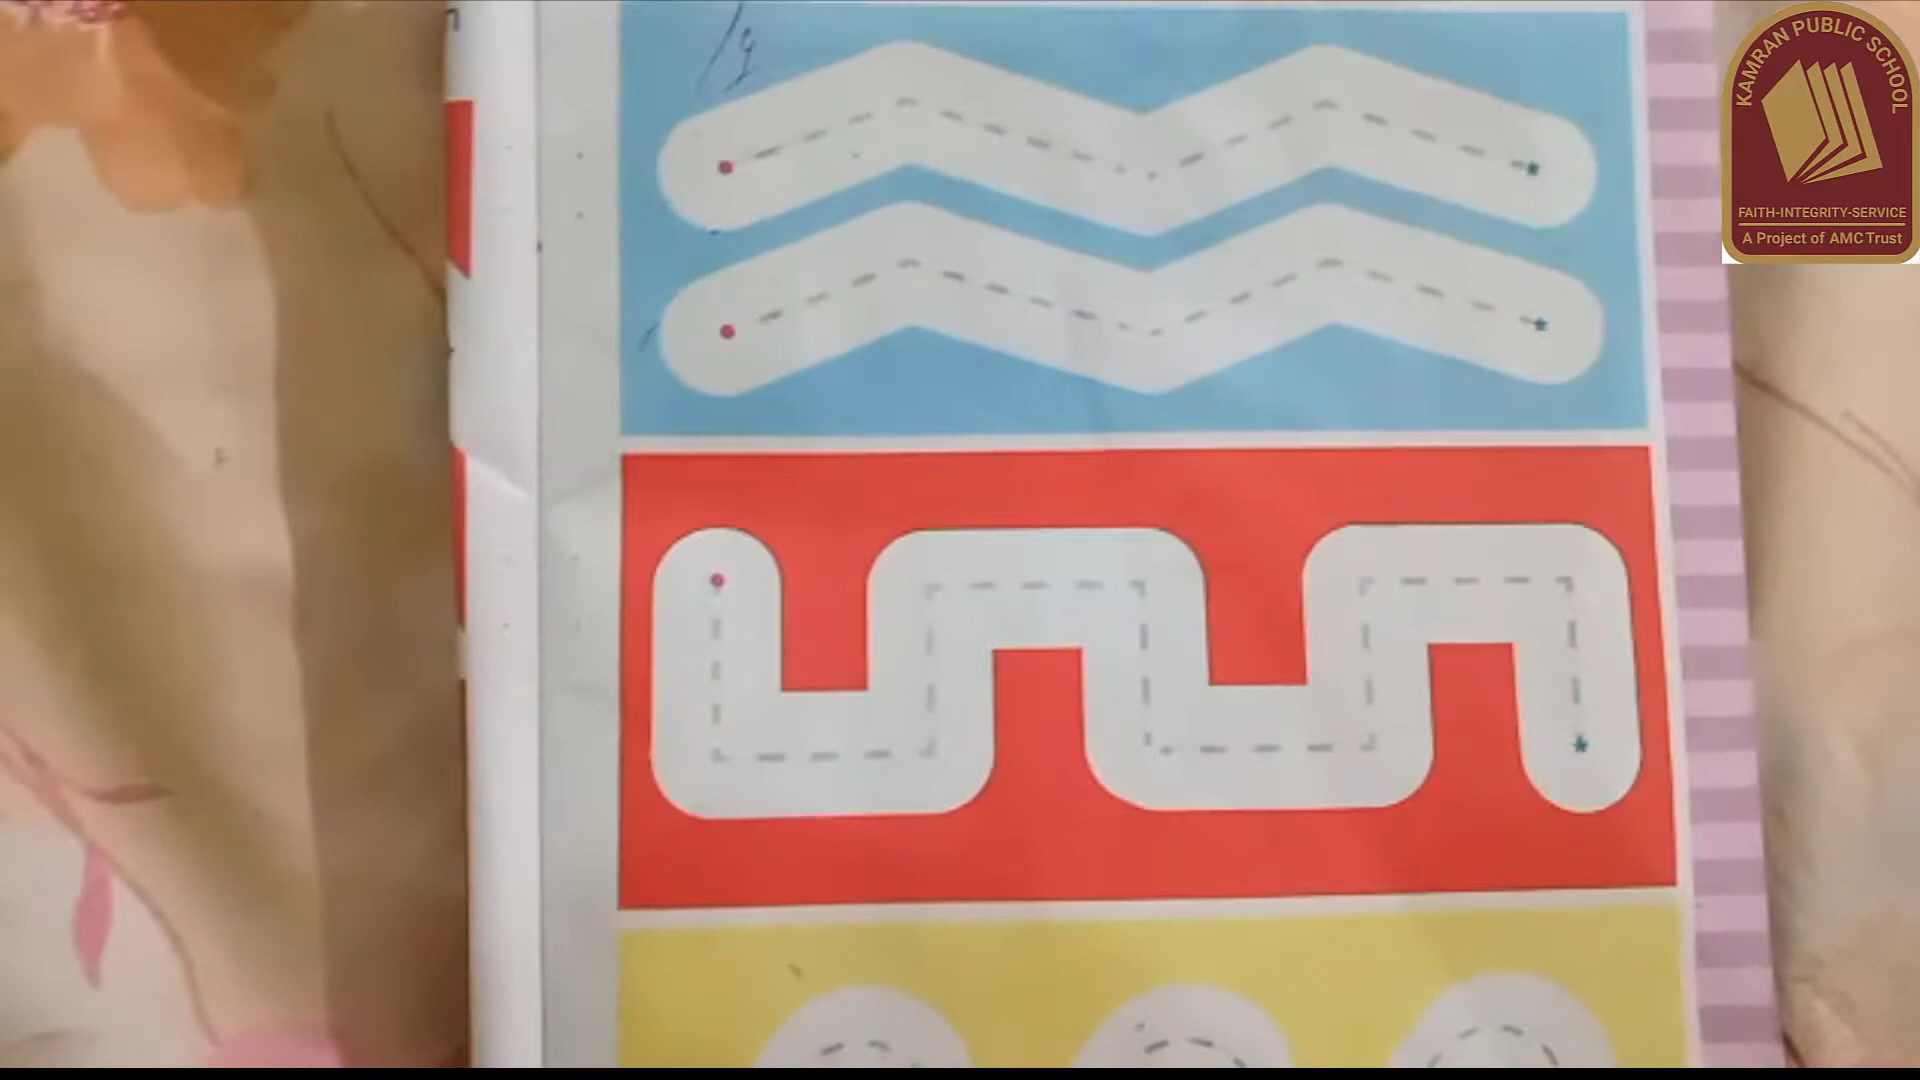 KAMRAN PUBLIC SCHOOL
FAITH-INTEGRITY-SERVICE
A Project of AMC Trust